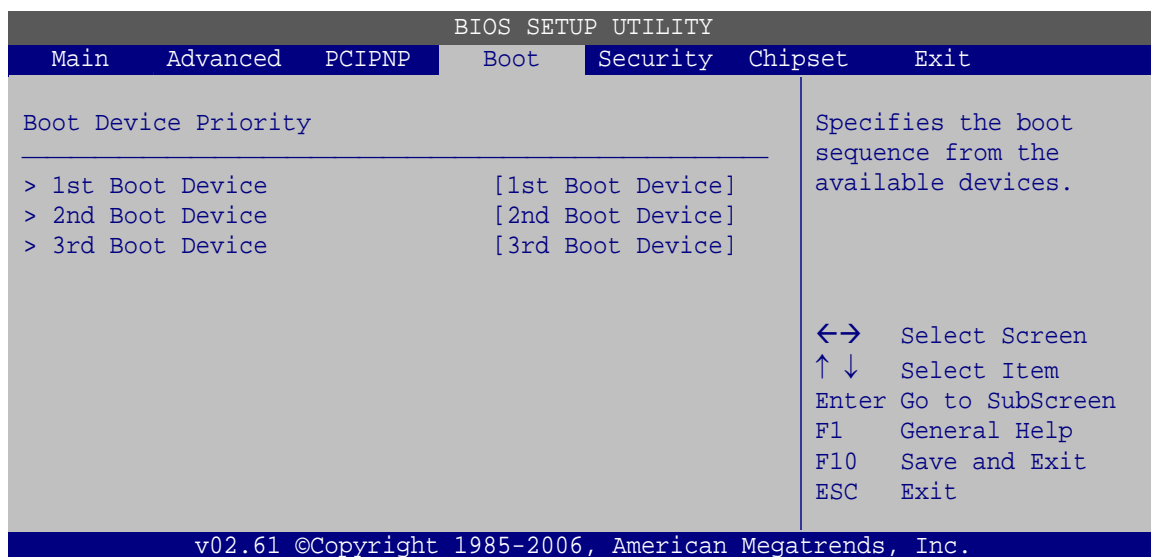 BIOS SETUP UTILITY
Main Advanced PCIPNP Boot Security Chipset Exit
Boot Device Priority
> 1st Boot Device [1st Boot Device]
> 2nd Boot Device [2nd Boot Device]
> 3rd Boot Device [3rd Boot Device]
Specifies the boot
sequence from the
available devices.
←→ Select Screen
↑ ↓ Select Item
Enter Go to SubScreen
F1 General Help
F10 Save and Exit
ESC Exit
v02.61 ©Copyright 1985-2006, American Megatrends, Inc.